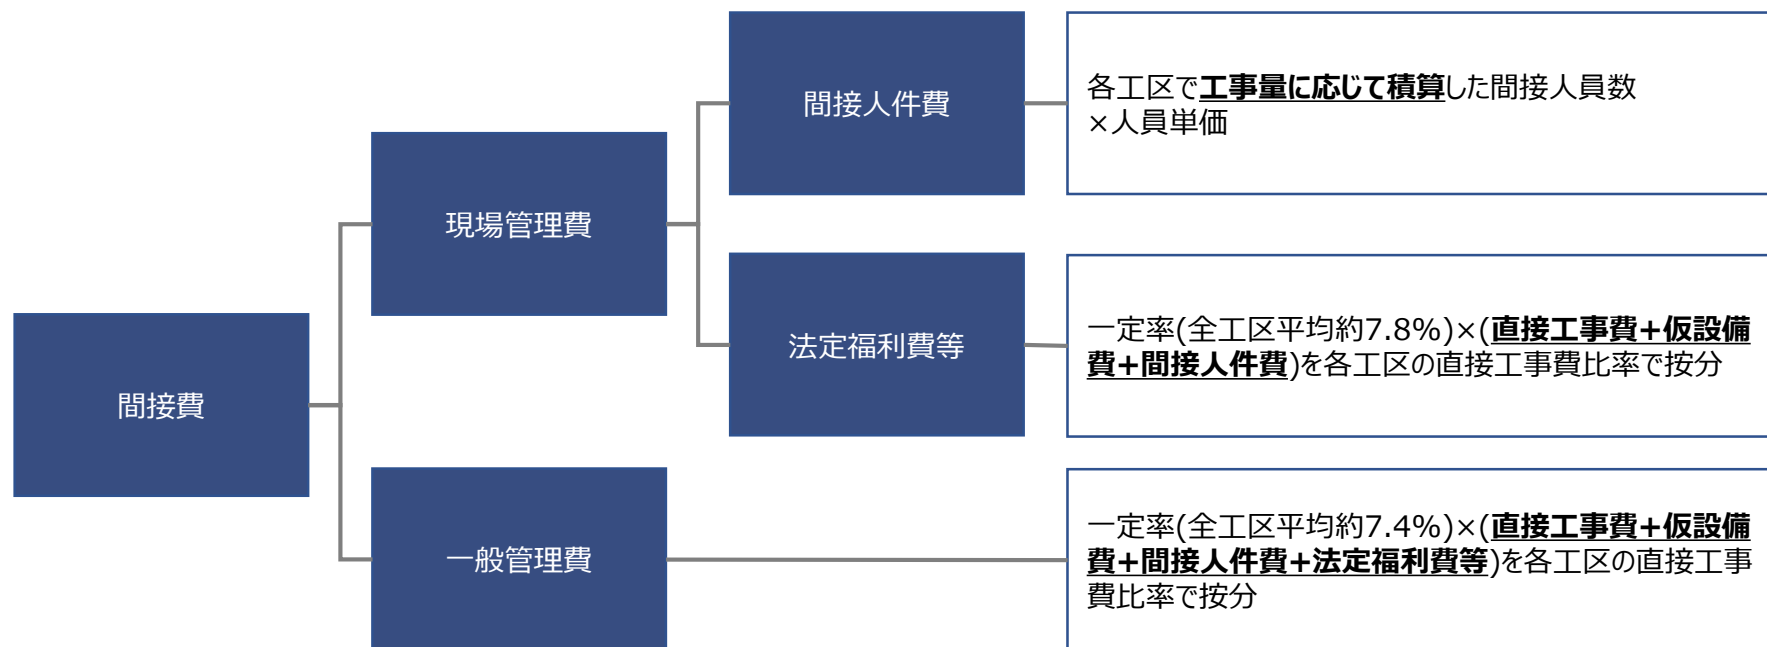 間接人件費
各工区で工事量に応じて積算した間接人員数
×人員単価
現場管理費
法定福利費等
一定率(全工区平均約7.8%)×(直接工事費+仮設備
費+間接人件費)を各工区の直接工事費比率で按分
間接費
一般管理費
一定率(全工区平均約7.4%)×(直接工事費+仮設備
費+間接人件費+法定福利費等)を各工区の直接工事
費比率で按分